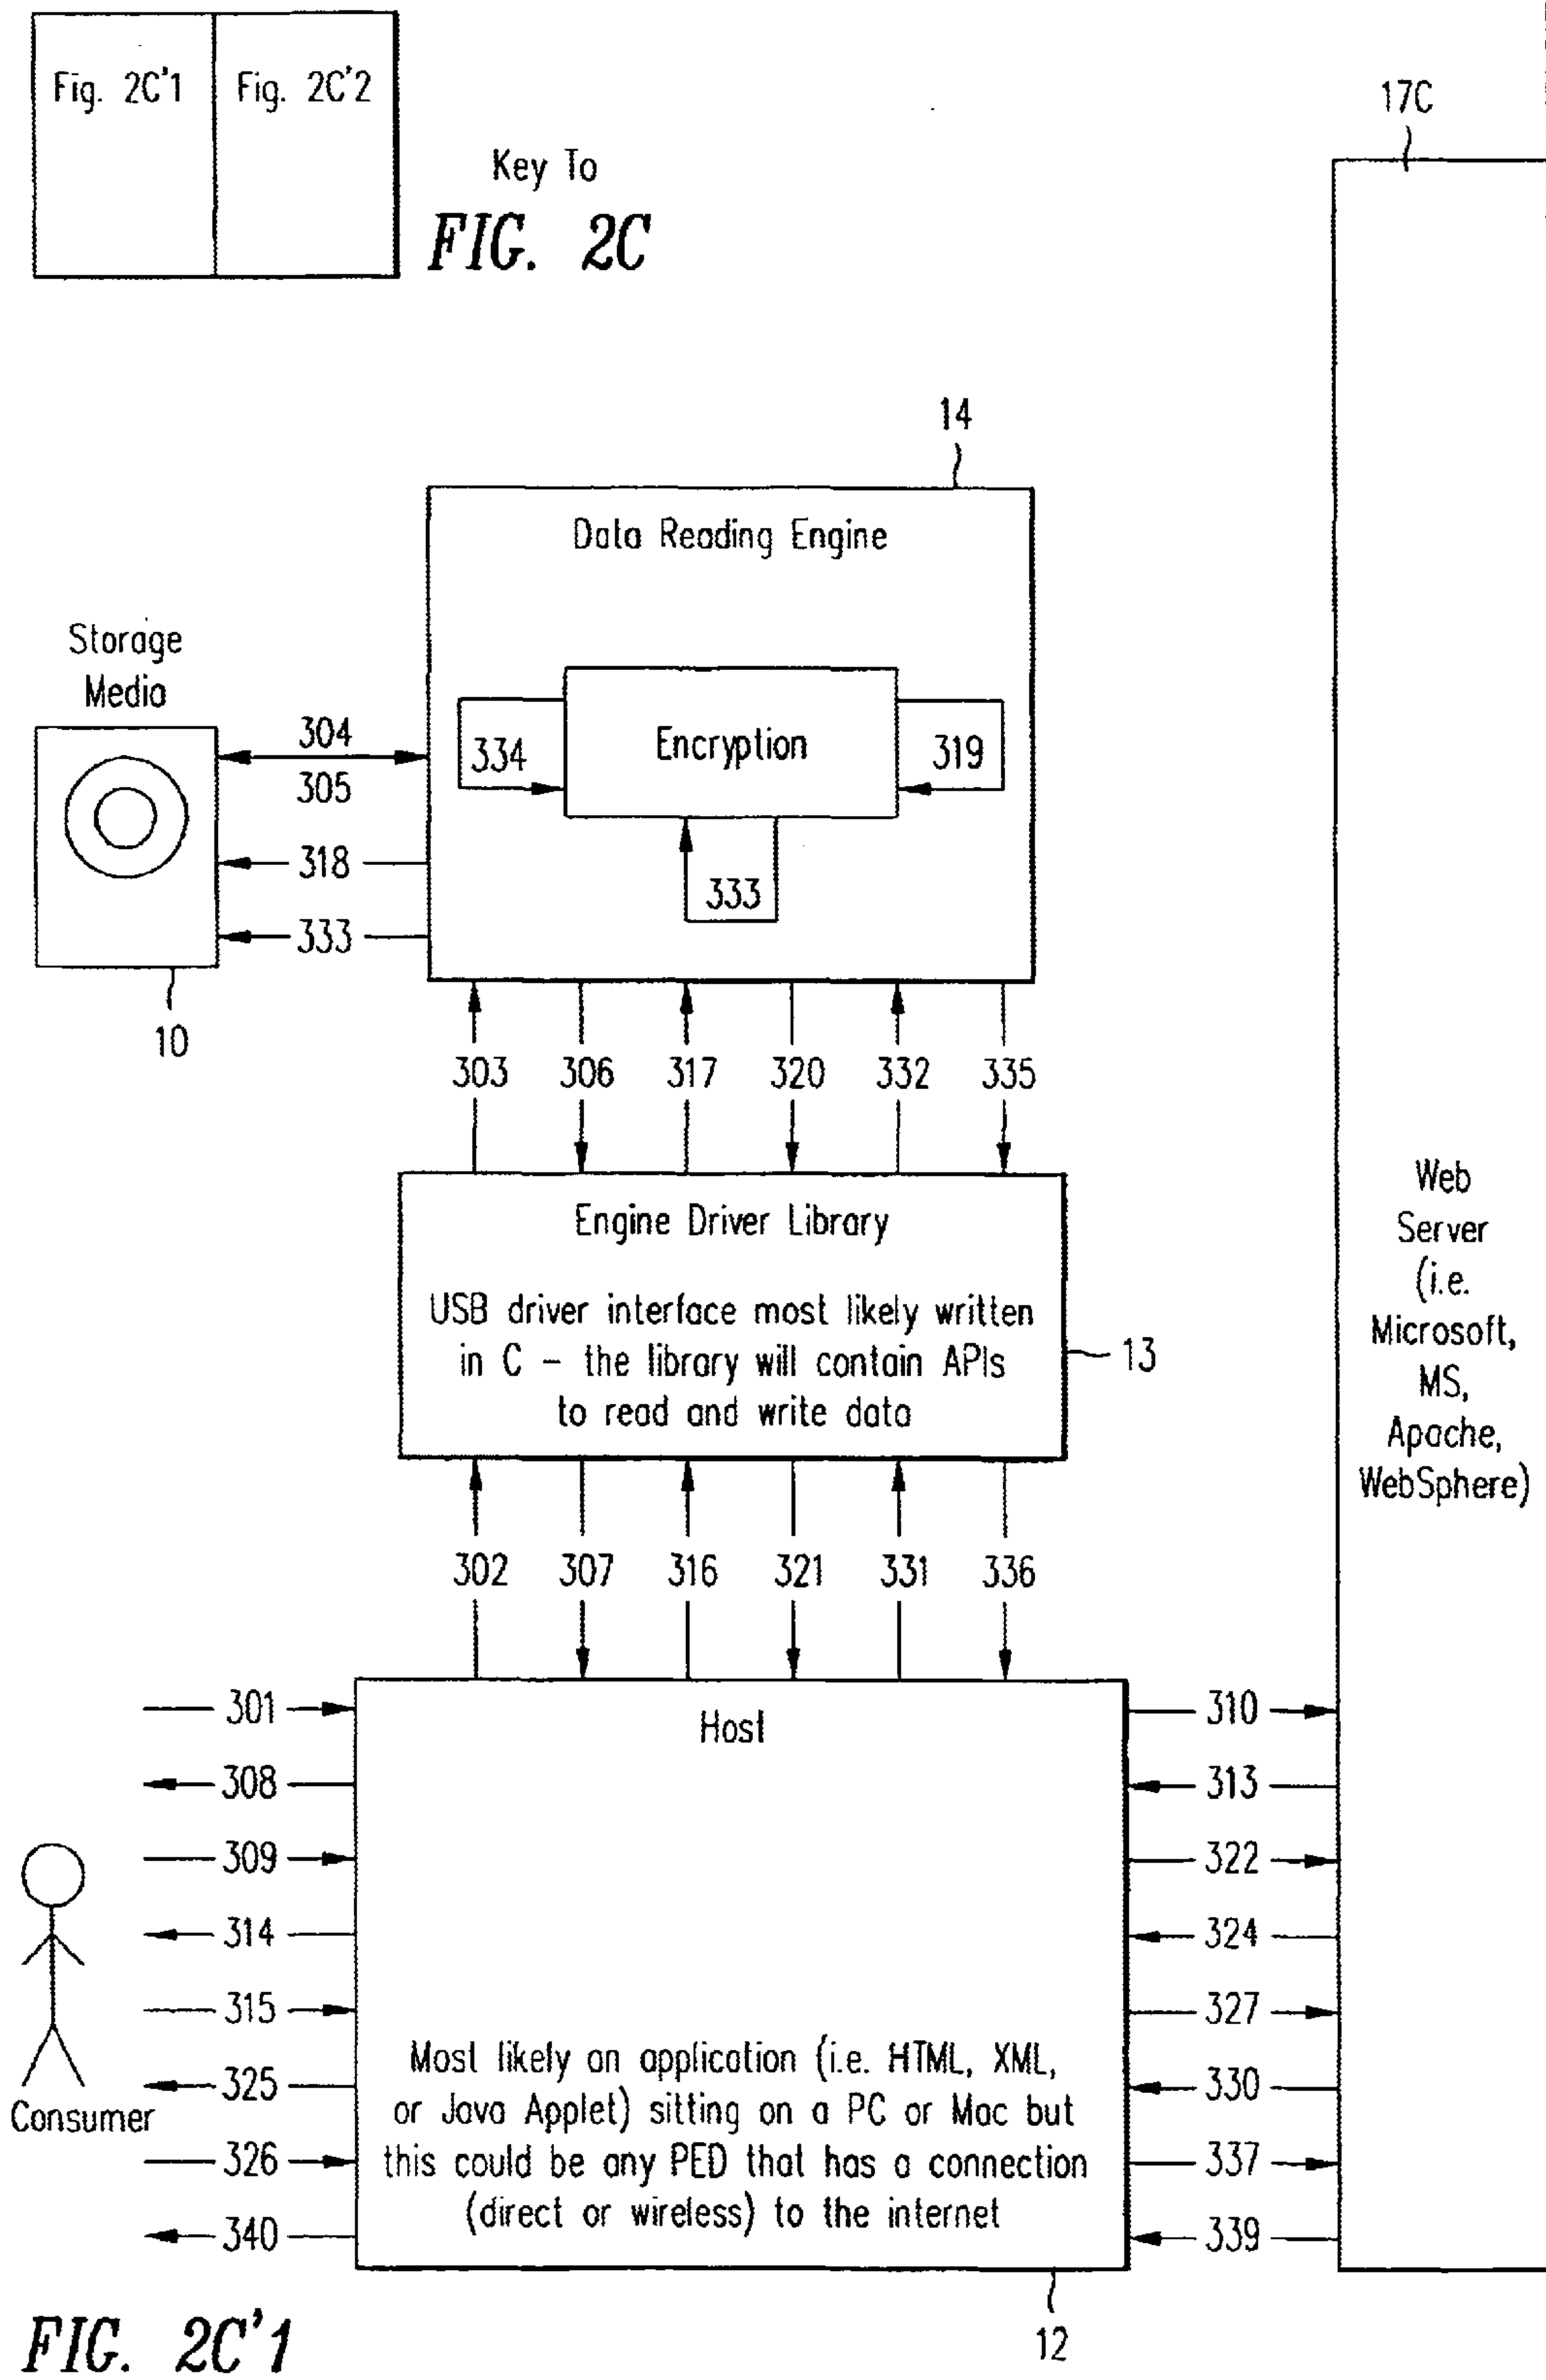 Fig. 2C'1
Fig. 2C'2
Key To
FIG. 2C
17C
14
Data Reading Engine
Storage
Media
304
305
334
Encryption
319
318
333
333
10
303 306 317 320 332 335
Engine Driver Library
USB driver interface most likely written
in C – the library will contain APIs
to read and write data
13
Web
Server
(i.e.
Microsoft,
MS,
Apache,
WebSphere)
302 307 316 321 331 336
Host
301
308
309
314
315
325
326
340
Consumer
Most likely an application (i.e. HTML, XML,
or Java Applet) sitting on a PC or Mac but
this could be any PED that has a connection
(direct or wireless) to the internet
310
313
322
324
327
330
337
339
12
FIG. 2C'1